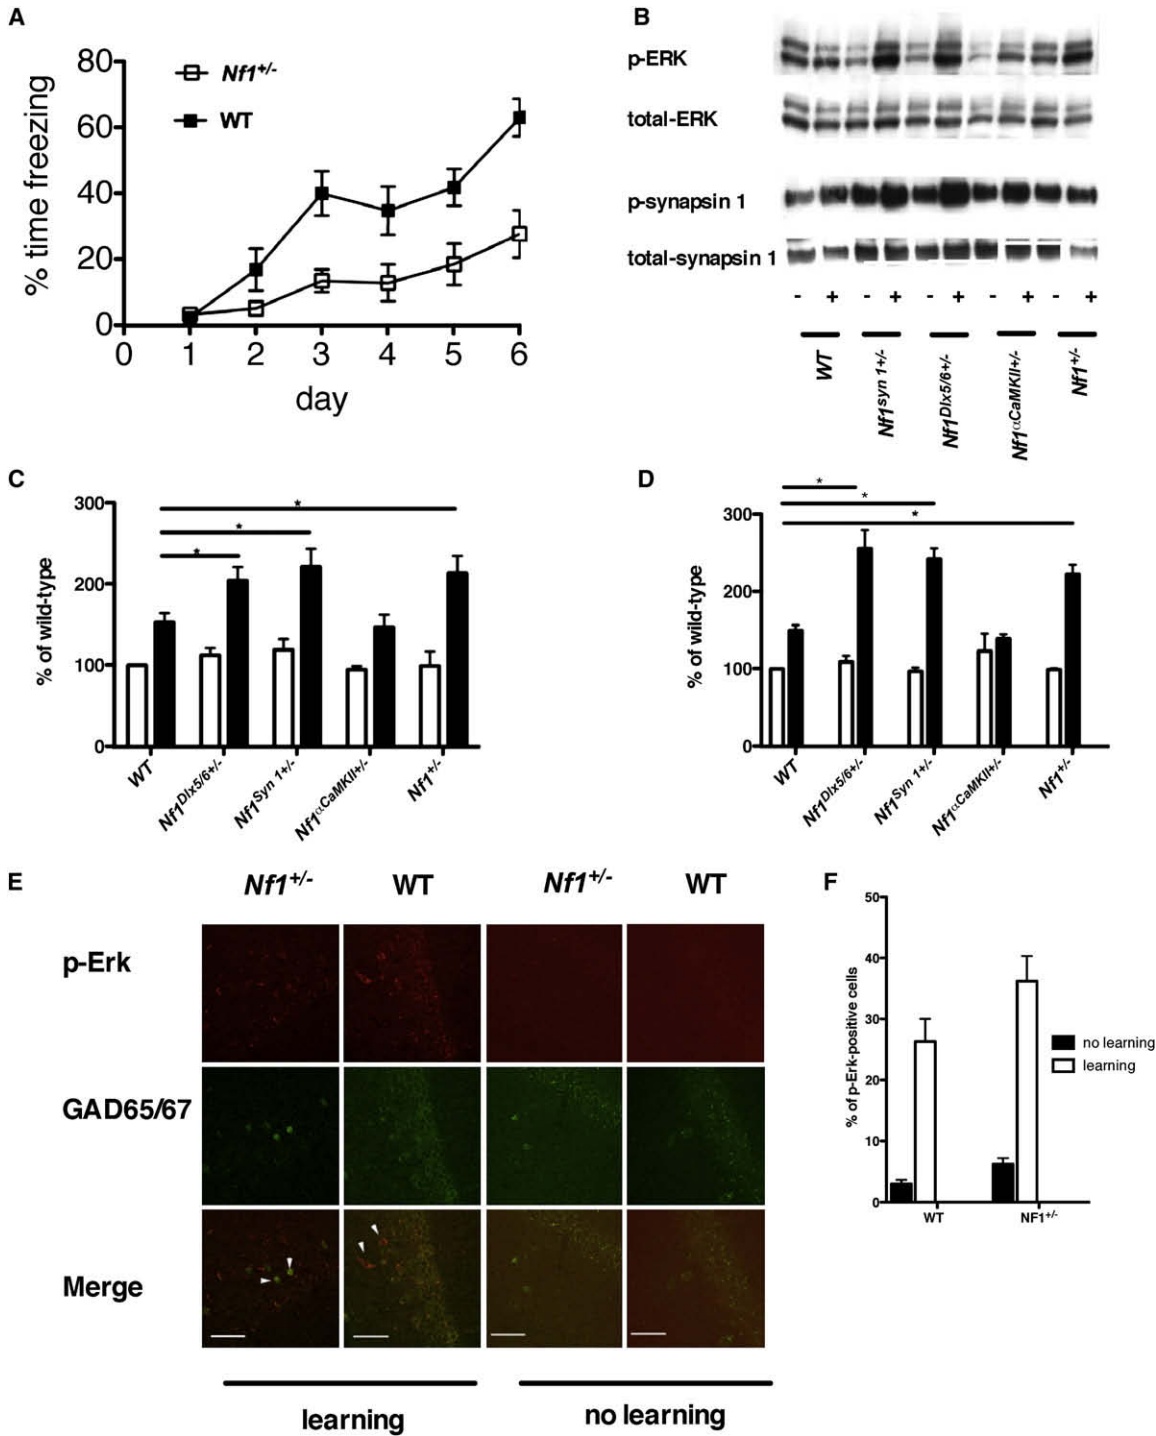 A
% time freezing
80
60
40
20
0
Nf1+/-
WT
0 1 2 3 4 5 6
day
B
p-ERK
total-ERK
p-synapsin 1
total-synapsin 1
- + - + - + - + - +
WT
Nf1syn 1+/-
Nf1Dlx5/6+/-
Nf1αCaMKII+/-
Nf1+/-
C
% of wild-type
300
200
100
0
*
*
*
WT
Nf1Dlx5/6+/-
Nf1Syn 1+/-
Nf1αCaMKII+/-
Nf1+/-
D
% of wild-type
300
200
100
0
*
*
*
WT
Nf1Dlx5/6+/-
Nf1Syn 1+/-
Nf1αCaMKII+/-
Nf1+/-
E
Nf1+/- WT Nf1+/- WT
p-Erk
GAD65/67
Merge
learning no learning
F
% of p-Erk-positive cells
50
40
30
20
10
0
no learning
learning
WT NF1+/-